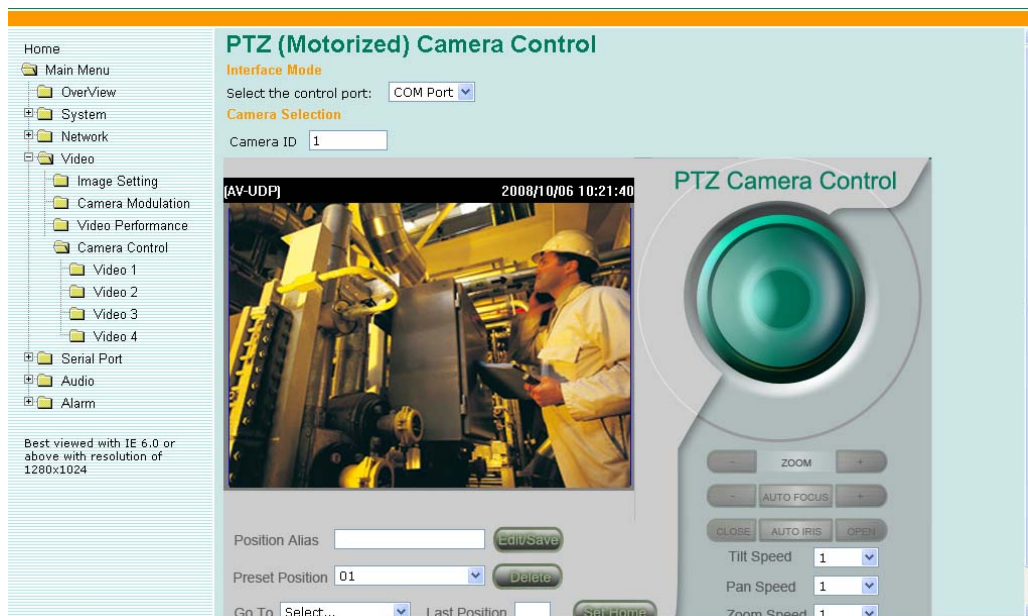 Home
Main Menu
OverView
System
Network
Video
Image Setting
Camera Modulation
Video Performance
Camera Control
Video 1
Video 2
Video 3
Video 4
Serial Port
Audio
Alarm
Best viewed with IE 6.0 or
above with resolution of
1280x1024
PTZ (Motorized) Camera Control
Interface Mode
Select the control port: COM Port
Camera Selection
Camera ID 1
(AV-UDP) 2008/10/06 10:21:40
Position Alias Edit/Save
Preset Position 01 Delete
Go To Select... Last Position Set Home
PTZ Camera Control
- ZOOM +
- AUTO FOCUS +
CLOSE AUTO IRIS OPEN
Tilt Speed 1
Pan Speed 1
Zoom Speed 1